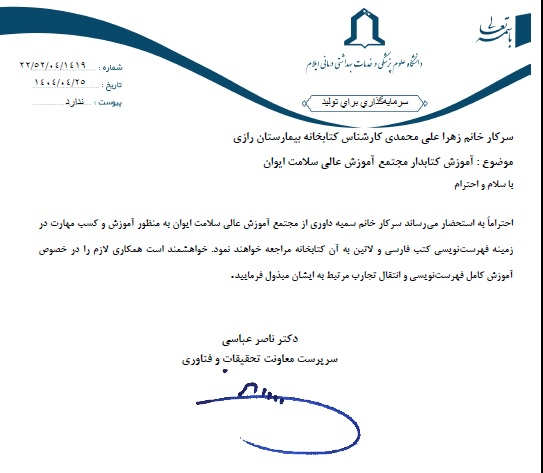 باسمه تعالی
دانشگاه علوم پزشکی و خدمات بهداشتی درمانی ایلام
شماره : ۲۲/۵۲/۰۴/۱۴۱۹
تاریخ : ۱۴۰۴/۰۴/۲۵
پیوست : ندارد
سرمایه‌گذاری برای تولید
سرکار خانم زهرا علی محمدی کارشناس کتابخانه بیمارستان رازی
موضوع : آموزش کتابدار مجتمع آموزش عالی سلامت ایوان
با سلام و احترام
احتراماً به استحضار می‌رساند سرکار خانم سمیه داوری از مجتمع آموزش عالی سلامت ایوان به منظور آموزش و کسب مهارت در
زمینه فهرست‌نویسی کتب فارسی و لاتین به آن کتابخانه مراجعه خواهند نمود. خواهشمند است همکاری لازم را در خصوص
آموزش کامل فهرست‌نویسی و انتقال تجارب مرتبط به ایشان مبذول فرمایید.
دکتر ناصر عباسی
سرپرست معاونت تحقیقات و فناوری